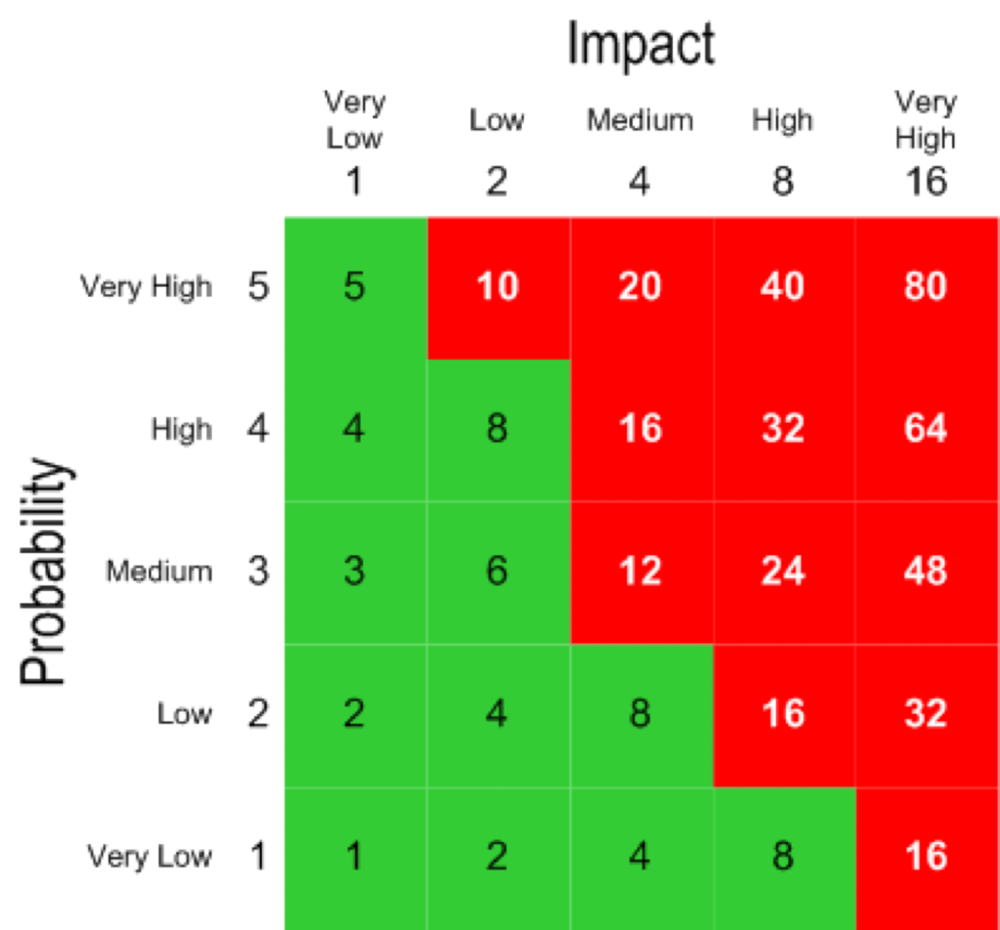 Impact
Very Low Low Medium High Very High
1 2 4 8 16
Probability
Very High 5 5 10 20 40 80
High 4 4 8 16 32 64
Medium 3 3 6 12 24 48
Low 2 2 4 8 16 32
Very Low 1 1 2 4 8 16